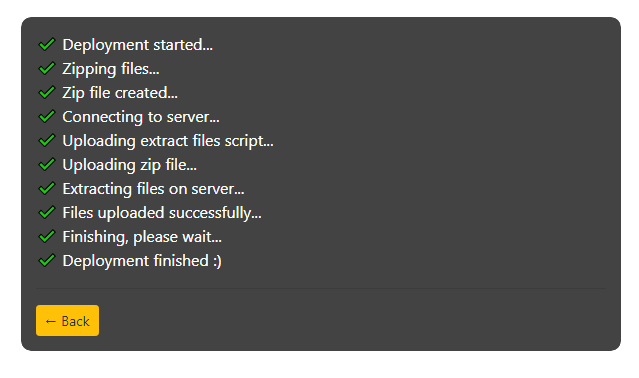 Deployment started...
Zipping files...
Zip file created...
Connecting to server...
Uploading extract files script...
Uploading zip file...
Extracting files on server...
Files uploaded successfully...
Finishing, please wait...
Deployment finished :)
← Back